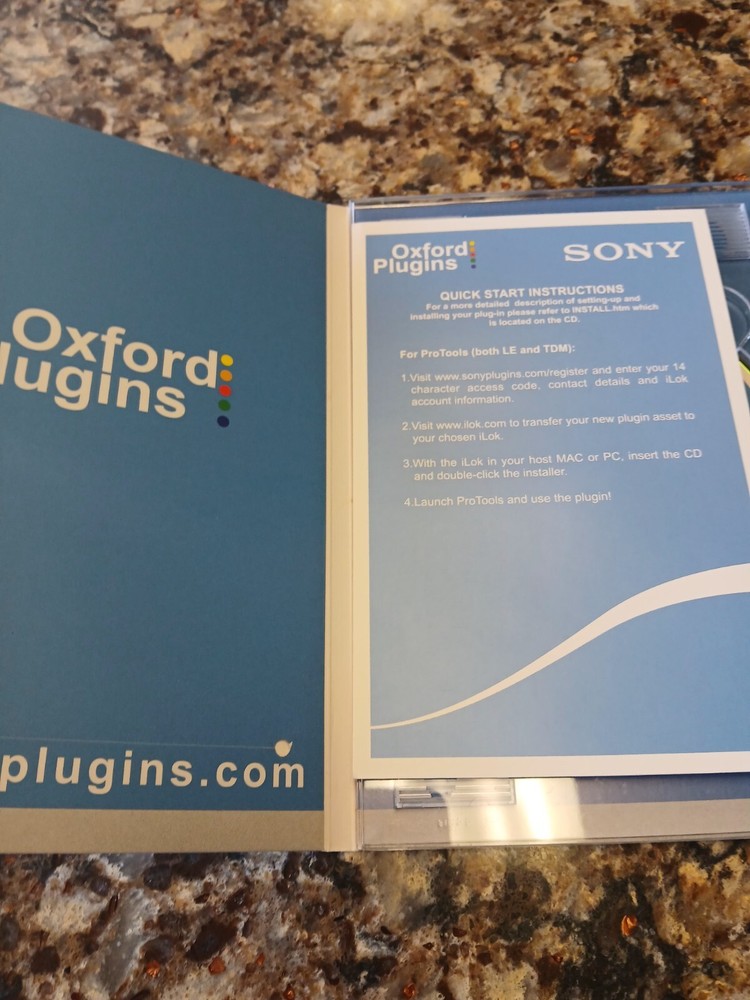 Oxford
lugins
plugins.com
Oxford
Plugins
SONY
QUICK START INSTRUCTIONS
For a more detailed description of setting-up and
installing your plug-in please refer to INSTALL.htm which
is located on the CD.
For ProTools (both LE and TDM):
1.Visit www.sonyplugins.com/register and enter your 14
character access code, contact details and iLok
account information.
2.Visit www.ilok.com to transfer your new plugin asset to
your chosen iLok.
3.With the iLok in your host MAC or PC, insert the CD
and double-click the installer.
4.Launch ProTools and use the plugin!